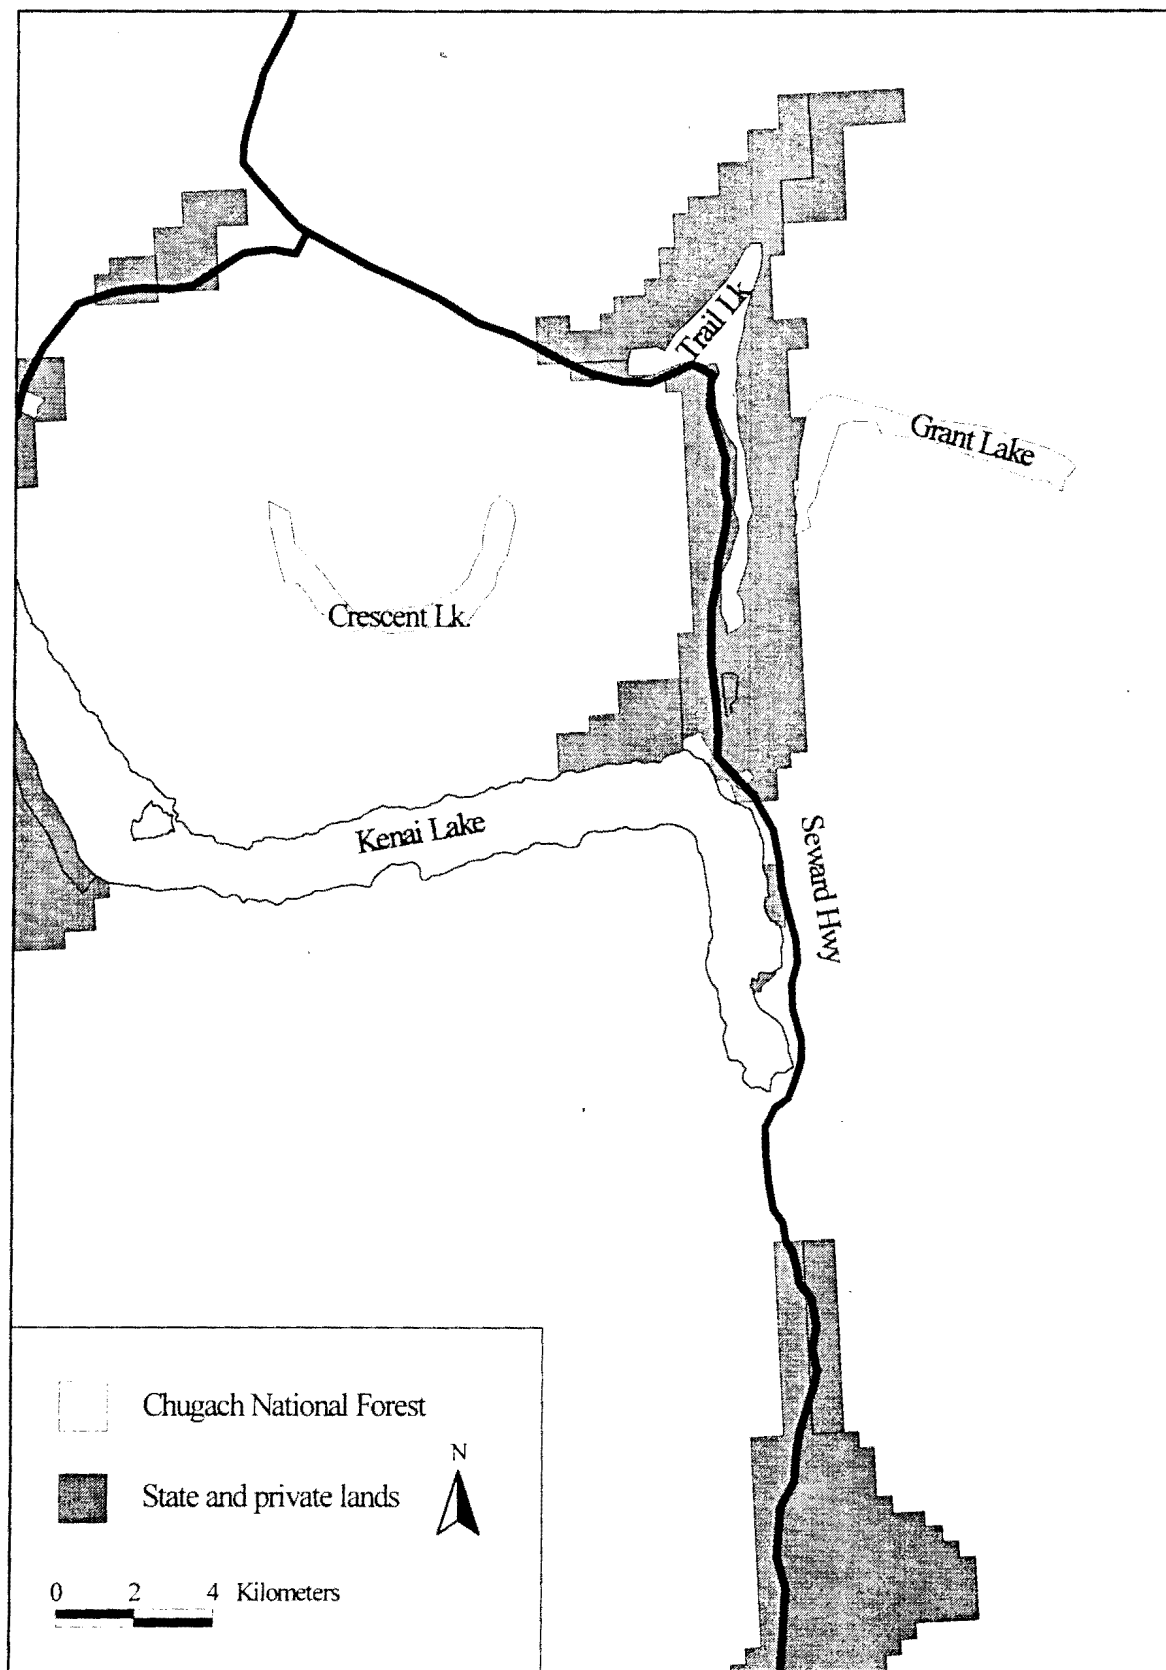 Trail Lk
Grant Lake
Crescent Lk.
Kenai Lake
Seward Hwy
Chugach National Forest
N
State and private lands
0 2 4 Kilometers